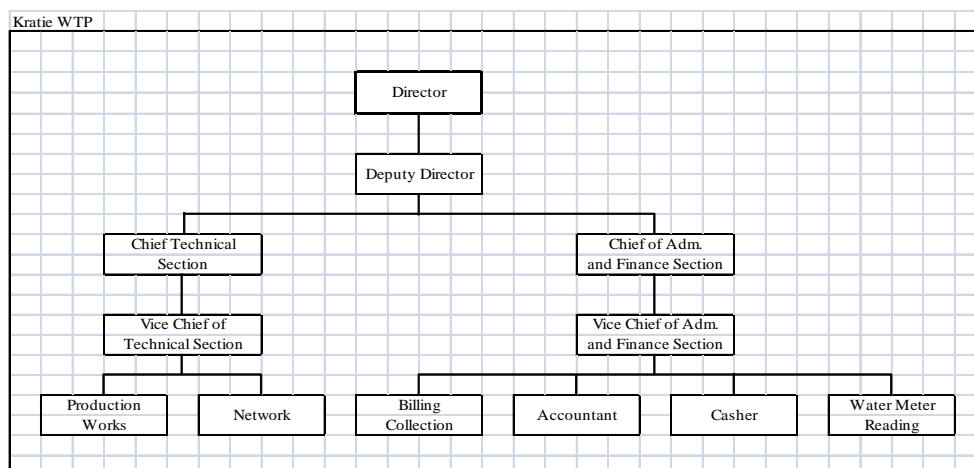 Kratie WTP
Director
Deputy Director
Chief Technical
Section
Chief of Adm.
and Finance Section
Vice Chief of
Technical Section
Vice Chief of Adm.
and Finance Section
Production
Works
Network
Billing
Collection
Accountant
Casher
Water Meter
Reading